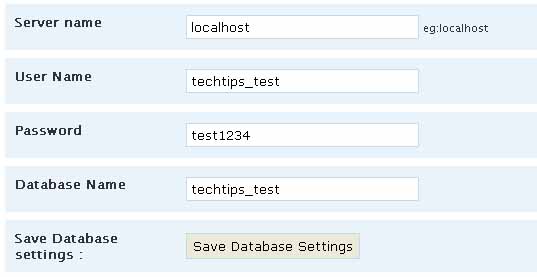 Server name localhost eg:localhost
User Name techtips_test
Password test1234
Database Name techtips_test
Save Database
settings : Save Database Settings